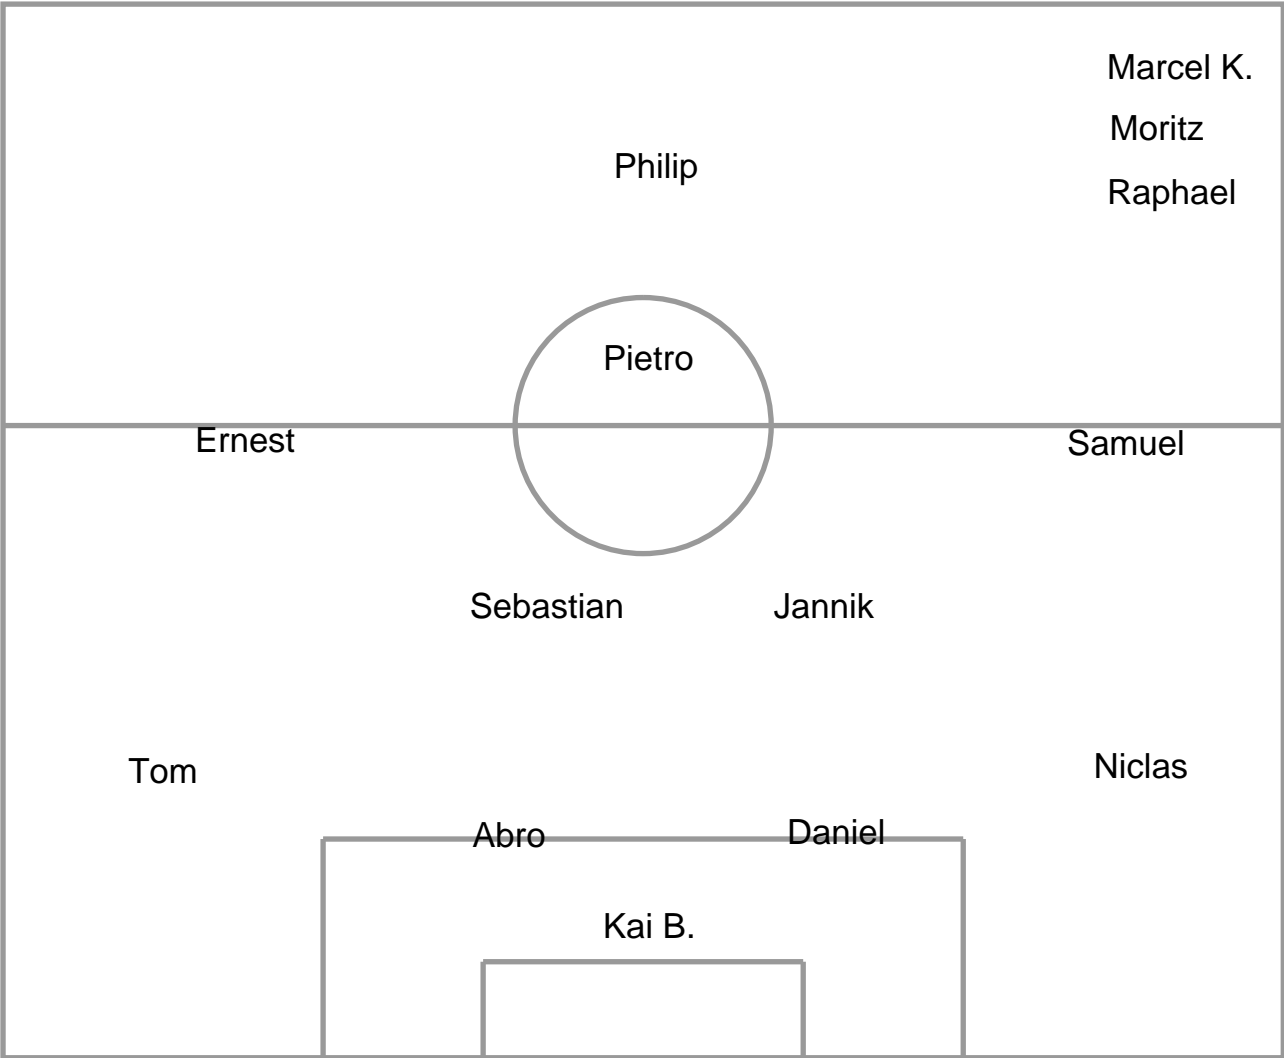 Marcel K.
Moritz
Philip
Raphael
Pietro
Ernest
Samuel
Sebastian
Jannik
Tom
Niclas
Abro
Daniel
Kai B.